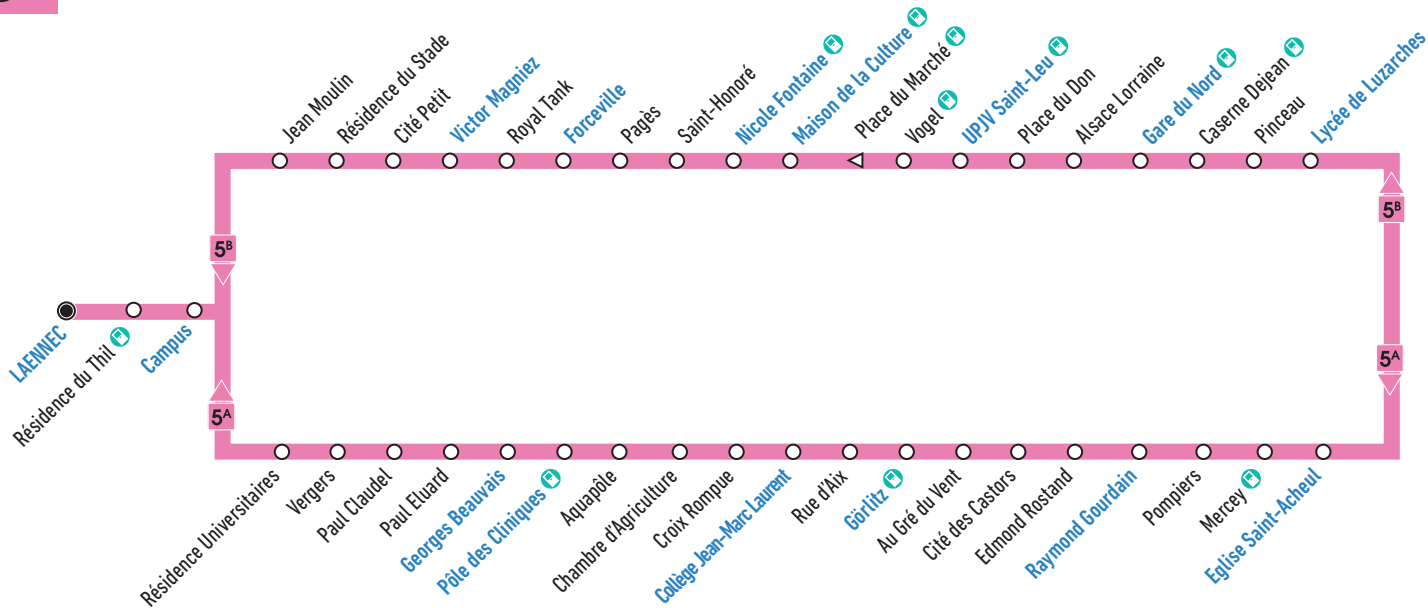 Jean Moulin
Résidence du Stade
Cité Petit
Victor Magniez
Royal Tank
Forceville
Pagès
Saint-Honoré
Nicole Fontaine
Maison de la Culture
Place du Marché
Vogel
UPJV Saint-Leu
Place du Don
Alsace Lorraine
Gare du Nord
Caserne Dejean
Pinceau
Lycée de Luzarches
5B
5B
LAENNEC
Résidence du Thil
Campus
5A
5A
Résidence Universitaires
Vergers
Paul Claudel
Paul Eluard
Georges Beauvais
Pôle des Cliniques
Aquapôle
Chambre d'Agriculture
Croix Rompue
Collège Jean-Marc Laurent
Rue d'Aix
Görlitz
Au Gré du Vent
Cité des Castors
Edmond Rostand
Raymond Gourdain
Pompiers
Mercey
Eglise Saint-Acheul